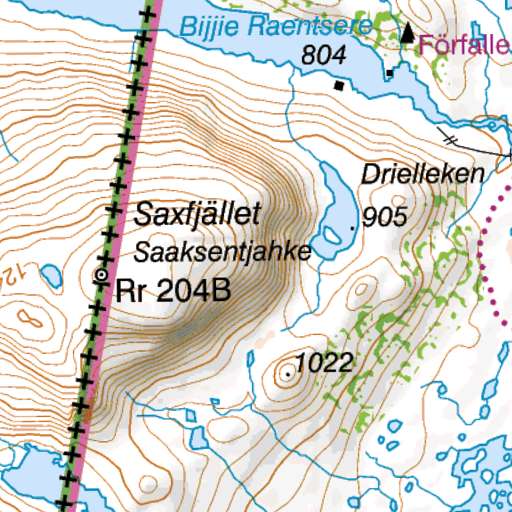 Bijjie Raentsere
804
Förfalle
Drielleken
905
Saxfjället
Saaksentjahke
Rr 204B
1022